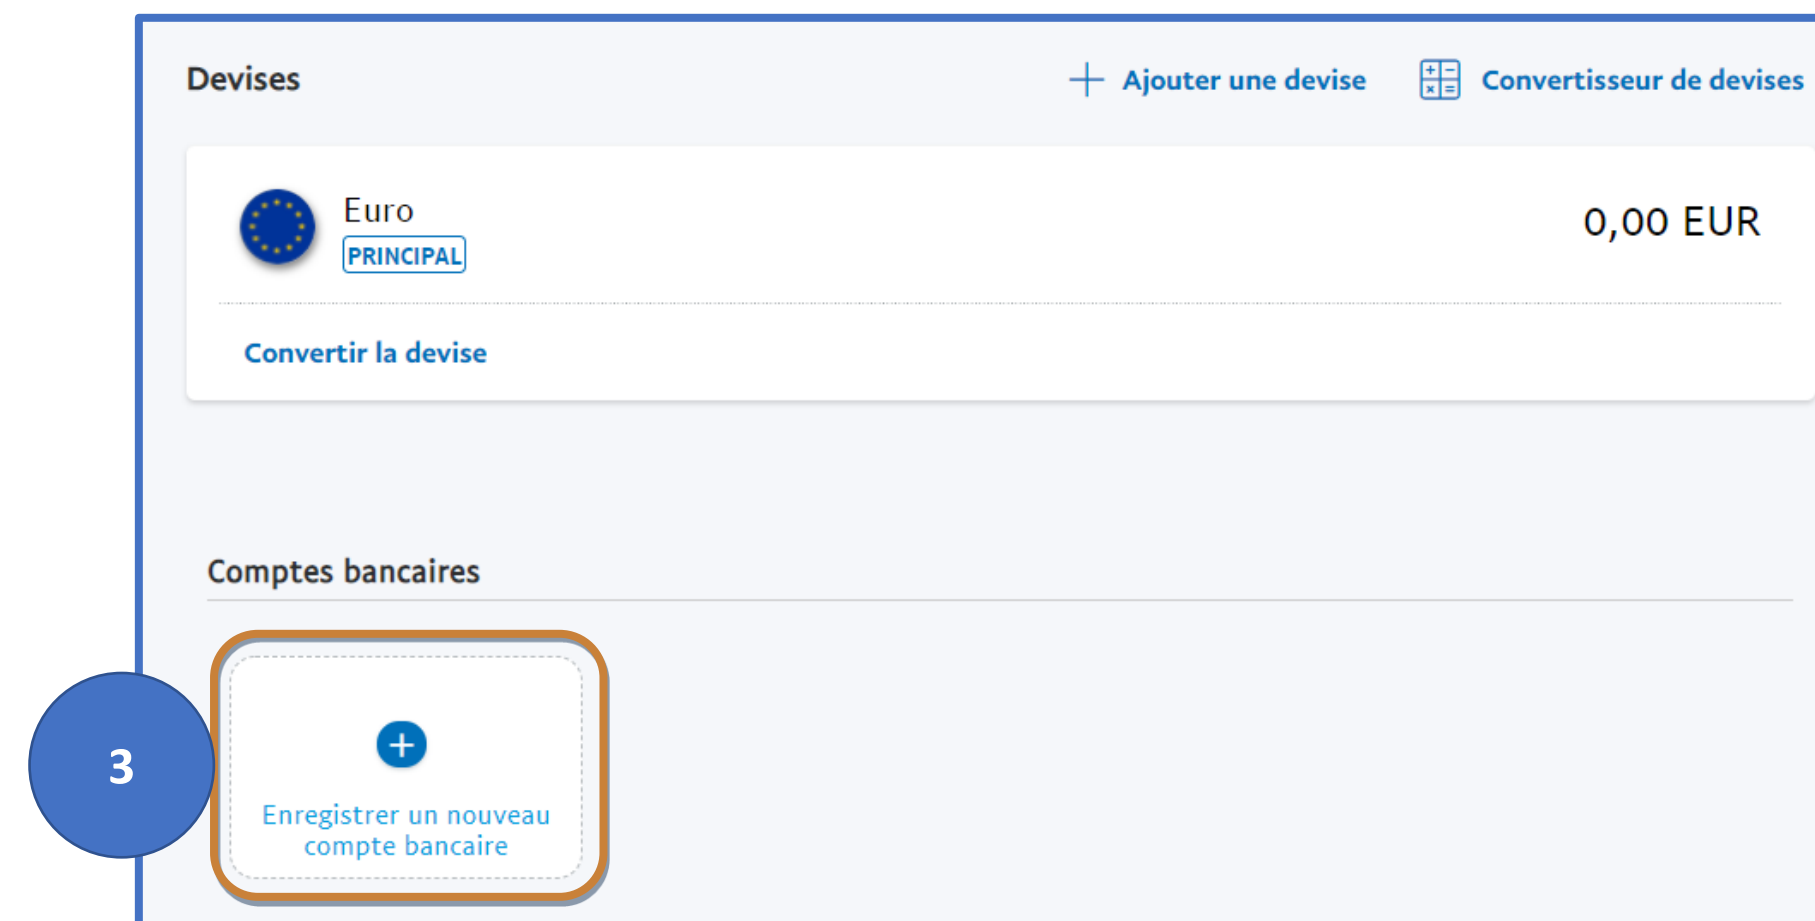 Devises
Ajouter une devise
Convertisseur de devises
Euro
PRINCIPAL
0,00 EUR
Convertir la devise
Comptes bancaires
3
Enregistrer un nouveau
compte bancaire